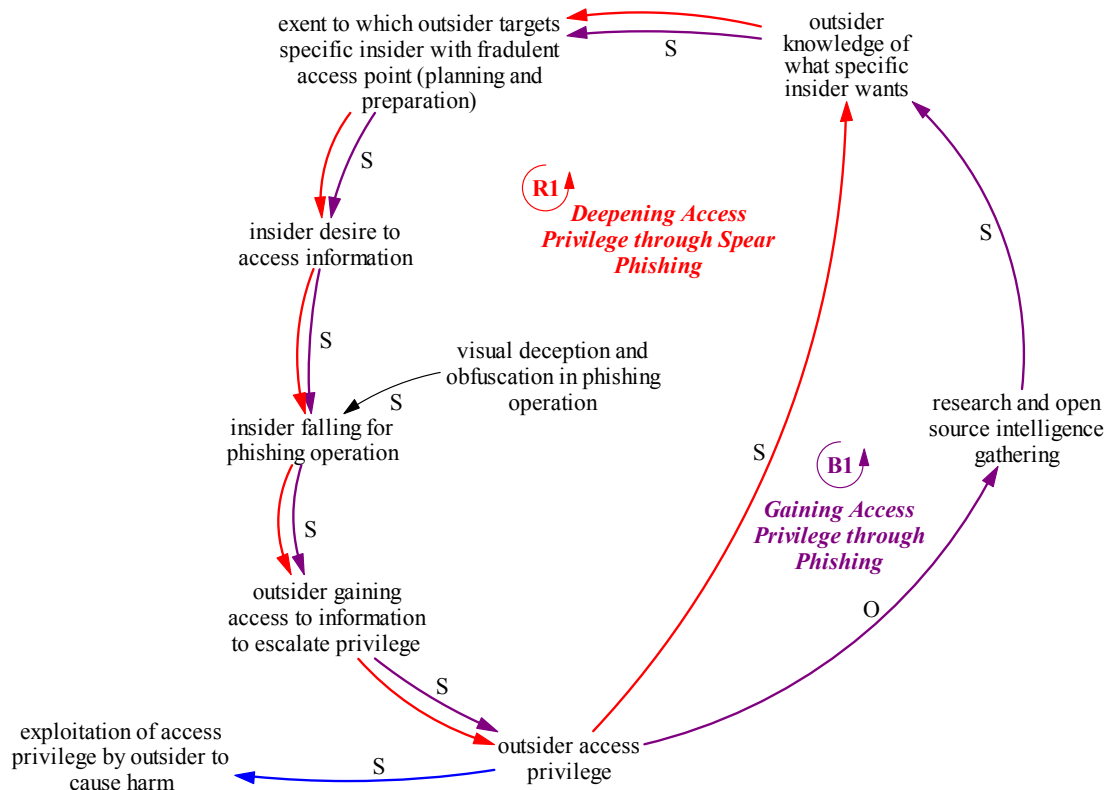 exent to which outsider targets
specific insider with fradulent
access point (planning and
preparation)
S
outsider
knowledge of
what specific
insider wants
S
R1
Deepening Access
Privilege through Spear
Phishing
S
insider desire to
access information
S
visual deception and
obfuscation in phishing
operation
S
insider falling for
phishing operation
S
research and open
source intelligence
gathering
S
B1
Gaining Access
Privilege through
Phishing
S
outsider gaining
access to information
to escalate privilege
O
S
outsider access
privilege
exploitation of access
privilege by outsider to
cause harm
S